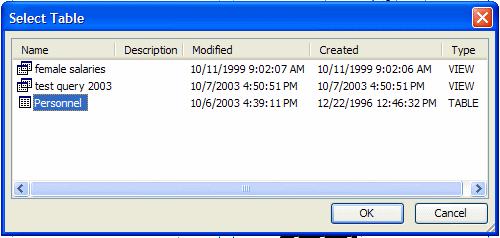 Select Table
Name Description Modified Created Type
female salaries 10/11/1999 9:02:07 AM 10/11/1999 9:02:06 AM VIEW
test query 2003 10/7/2003 4:50:51 PM 10/7/2003 4:50:51 PM VIEW
Personnel 10/6/2003 4:39:11 PM 12/22/1996 12:46:32 PM TABLE
OK Cancel